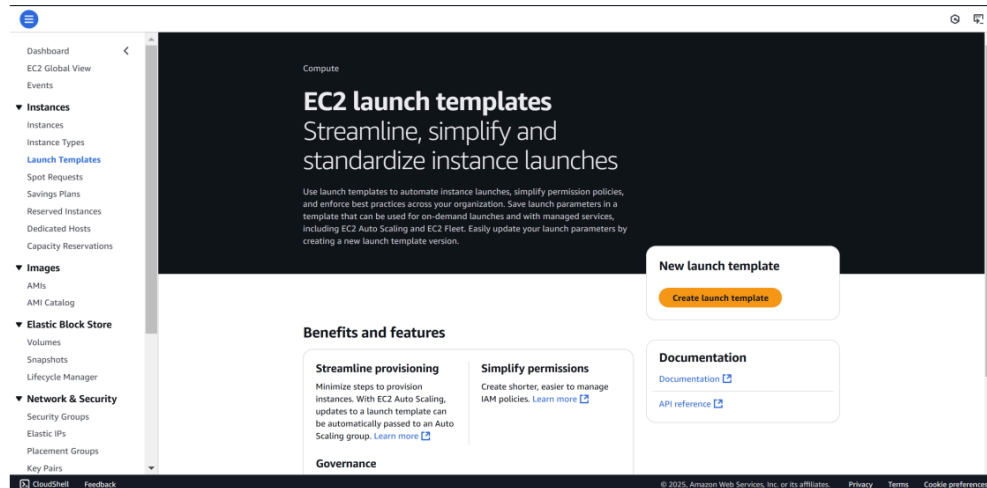 Dashboard
EC2 Global View
Events
Instances
Instances
Instance Types
Launch Templates
Spot Requests
Savings Plans
Reserved Instances
Dedicated Hosts
Capacity Reservations
Images
AMIs
AMI Catalog
Elastic Block Store
Volumes
Snapshots
Lifecycle Manager
Network & Security
Security Groups
Elastic IPs
Placement Groups
Key Pairs
Compute
EC2 launch templates
Streamline, simplify and
standardize instance launches
Use launch templates to automate instance launches, simplify permission policies,
and enforce best practices across your organization. Save launch parameters in a
template that can be used for on-demand launches and with managed services,
including EC2 Auto Scaling and EC2 Fleet. Easily update your launch parameters by
creating a new launch template version.
New launch template
Create launch template
Benefits and features
Streamline provisioning
Minimize steps to provision
instances. With EC2 Auto Scaling,
updates to a launch template can
be automatically passed to an Auto
Scaling group. Learn more
Simplify permissions
Create shorter, easier to manage
IAM policies. Learn more
Governance
Documentation
Documentation
API reference
CloudShell Feedback
© 2025, Amazon Web Services, Inc. or its affiliates. Privacy Terms Cookie preferences